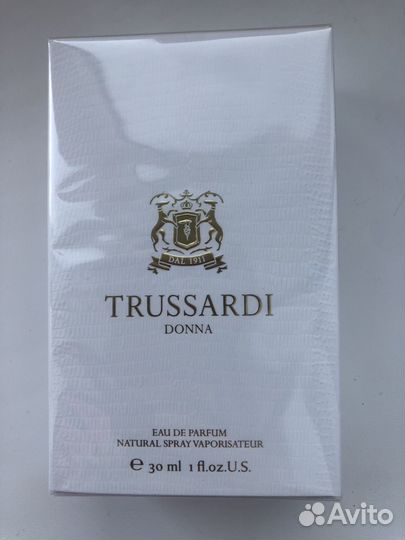 DAL 1911
TRUSSARDI
DONNA
EAU DE PARFUM
NATURAL SPRAY VAPORISATEUR
℮ 30 ml 1 fl.oz.U.S.
Avito